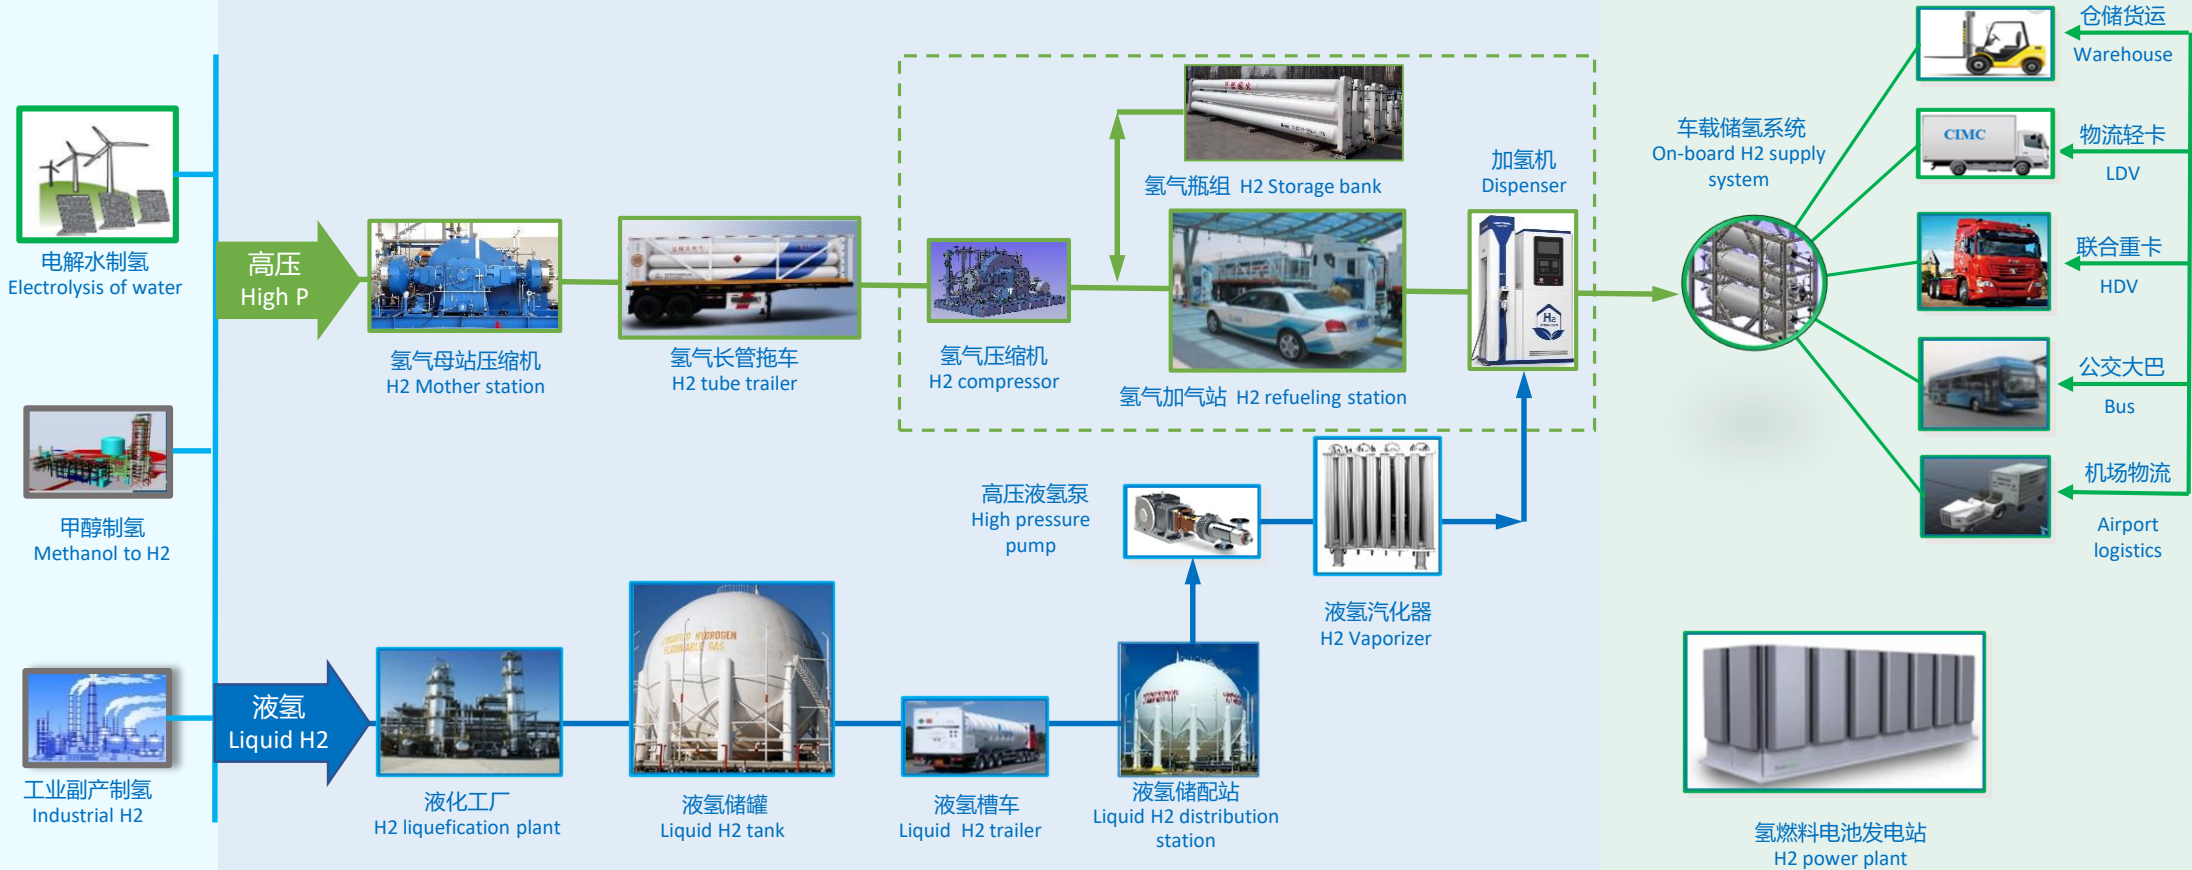 电解水制氢
Electrolysis of water
甲醇制氢
Methanol to H2
工业副产制氢
Industrial H2
高压
High P
氢气母站压缩机
H2 Mother station
氢气长管拖车
H2 tube trailer
氢气压缩机
H2 compressor
氢气瓶组 H2 Storage bank
氢气加气站 H2 refueling station
加氢机
Dispenser
H2
液氢
Liquid H2
液化工厂
H2 liquefication plant
LIQUIFIED HYDROGEN
FLAMMABLE GAS
液氢储罐
Liquid H2 tank
液氢槽车
Liquid H2 trailer
液氢储配站
Liquid H2 distribution
station
高压液氢泵
High pressure
pump
液氢汽化器
H2 Vaporizer
车载储氢系统
On-board H2 supply
system
仓储货运
Warehouse
CIMC
物流轻卡
LDV
联合重卡
HDV
公交大巴
Bus
机场物流
Airport
logistics
氢燃料电池发电站
H2 power plant